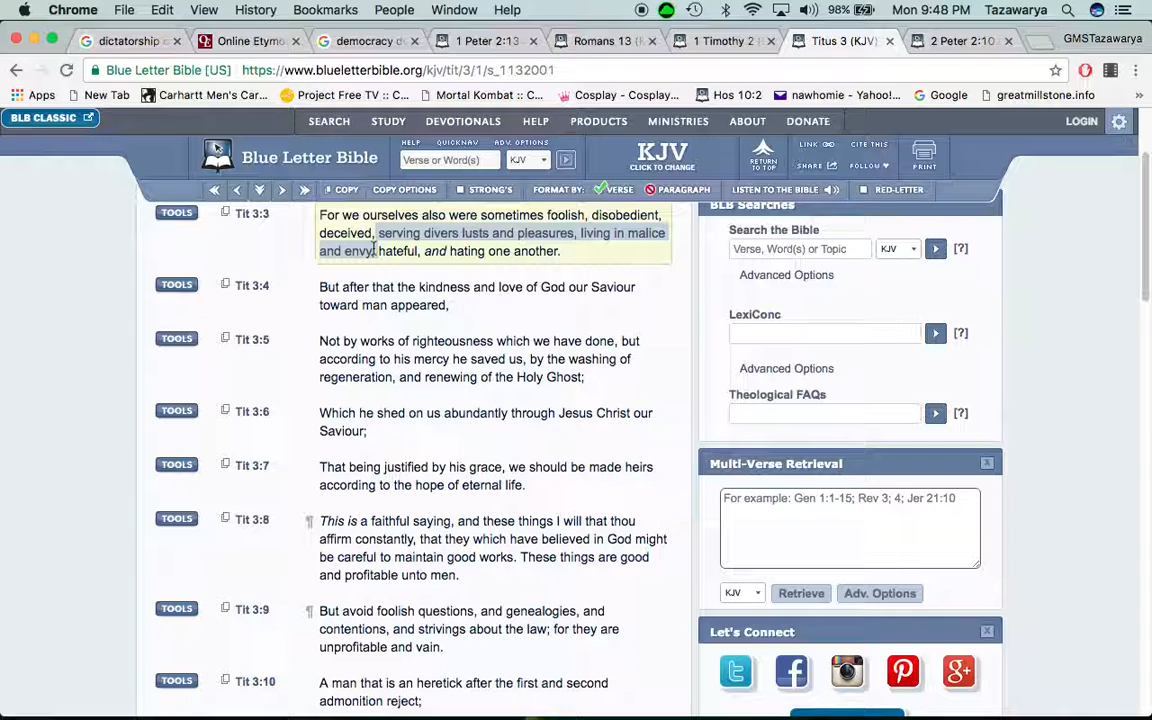 Chrome File Edit View History Bookmarks People Window Help 98% Mon 9:48 PM Tazawarya
dictatorship Online Etymo democracy d 1 Peter 2:13 Romans 13 ( 1 Timothy 2 ( Titus 3 (KJV) 2 Peter 2:10 GMSTazawarya
Blue Letter Bible [US] https://www.blueletterbible.org/kjv/tit/3/1/s_1132001
Apps New Tab Carhartt Men's Car... Project Free TV :: C... Mortal Kombat :: C... Cosplay - Cosplay... Hos 10:2 nawhomie - Yahoo!... Google greatmillstone.info »
BLB CLASSIC SEARCH STUDY DEVOTIONALS HELP PRODUCTS MINISTRIES ABOUT DONATE LOGIN
Blue Letter Bible
HELP QUICKNAV ADV. OPTIONS
Verse or Word(s) KJV
KJV
CLICK TO CHANGE
RETURN TO TOP
LINK CITE THIS
SHARE FOLLOW
PRINT
COPY COPY OPTIONS STRONG'S FORMAT BY: VERSE PARAGRAPH LISTEN TO THE BIBLE RED-LETTER
TOOLS Tit 3:3 For we ourselves also were sometimes foolish, disobedient,
deceived, serving divers lusts and pleasures, living in malice
and envy, hateful, and hating one another.
TOOLS Tit 3:4 But after that the kindness and love of God our Saviour
toward man appeared,
TOOLS Tit 3:5 Not by works of righteousness which we have done, but
according to his mercy he saved us, by the washing of
regeneration, and renewing of the Holy Ghost;
TOOLS Tit 3:6 Which he shed on us abundantly through Jesus Christ our
Saviour;
TOOLS Tit 3:7 That being justified by his grace, we should be made heirs
according to the hope of eternal life.
TOOLS Tit 3:8 ¶ This is a faithful saying, and these things I will that thou
affirm constantly, that they which have believed in God might
be careful to maintain good works. These things are good
and profitable unto men.
TOOLS Tit 3:9 ¶ But avoid foolish questions, and genealogies, and
contentions, and strivings about the law; for they are
unprofitable and vain.
TOOLS Tit 3:10 A man that is an heretick after the first and second
admonition reject;
BLB Searches
Search the Bible
Verse, Word(s) or Topic KJV [?]
Advanced Options
LexiConc
[?]
Advanced Options
Theological FAQs
[?]
Multi-Verse Retrieval x
For example: Gen 1:1-15; Rev 3; 4; Jer 21:10
KJV Retrieve Adv. Options
Let's Connect x